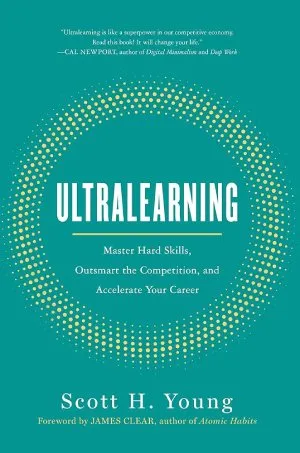 "Ultralearning is like a superpower in our competitive economy.
Read this book! It will change your life."
—CAL NEWPORT, author of Digital Minimalism and Deep Work
ULTRALEARNING
Master Hard Skills,
Outsmart the Competition, and
Accelerate Your Career
Scott H. Young
Foreword by JAMES CLEAR, author of Atomic Habits